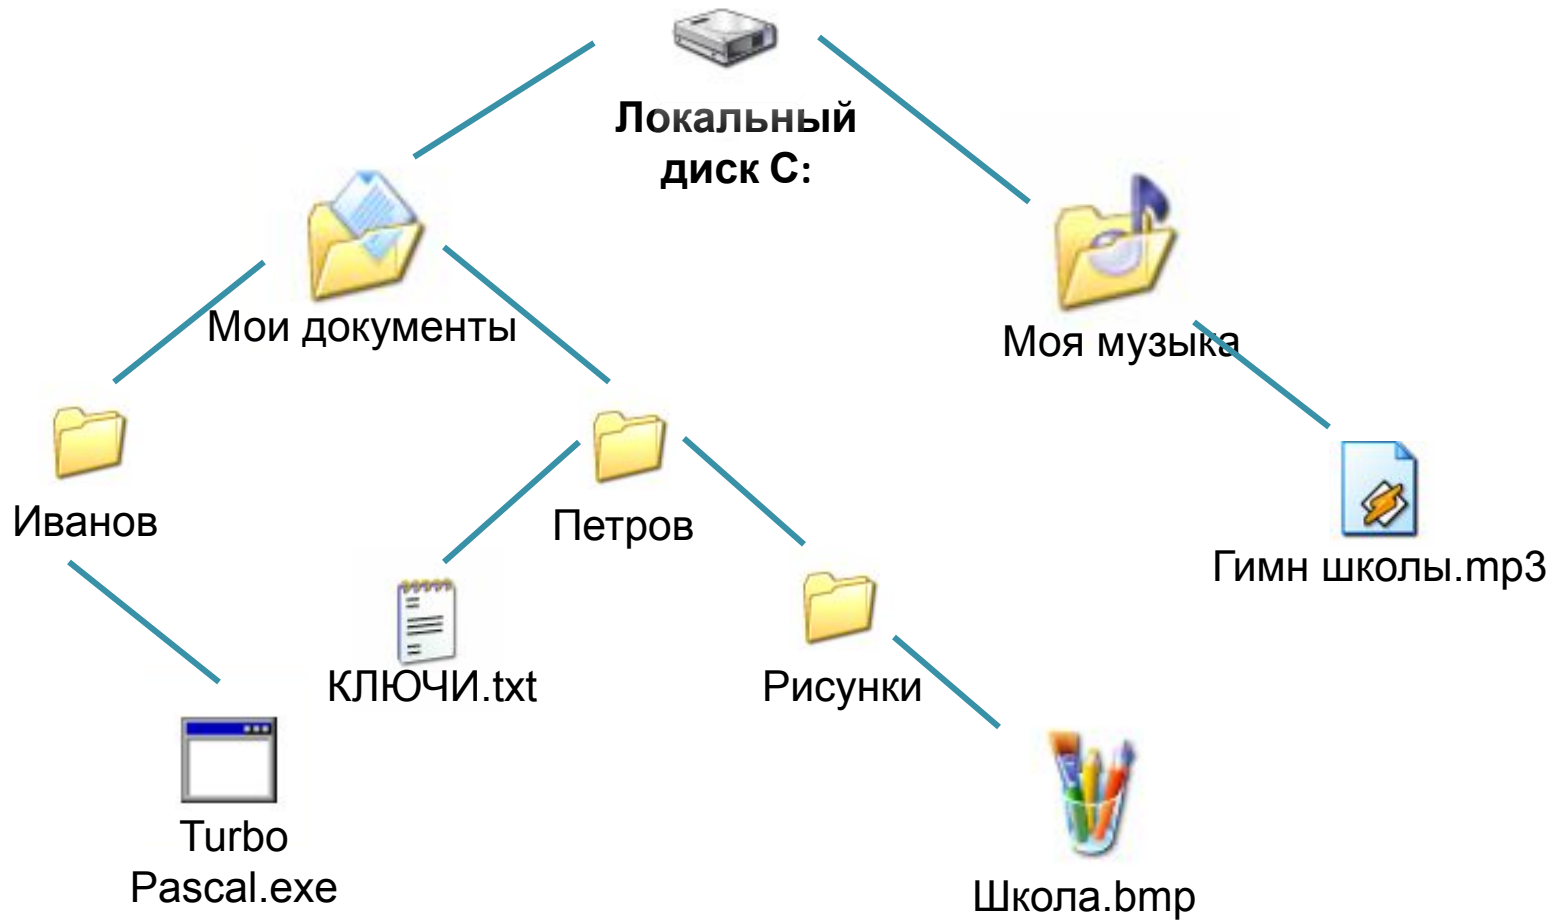 Локальный
диск C:
Мои документы
Моя музыка
Иванов
Петров
Гимн школы.mp3
КЛЮЧИ.txt
Рисунки
Turbo
Pascal.exe
Школа.bmp